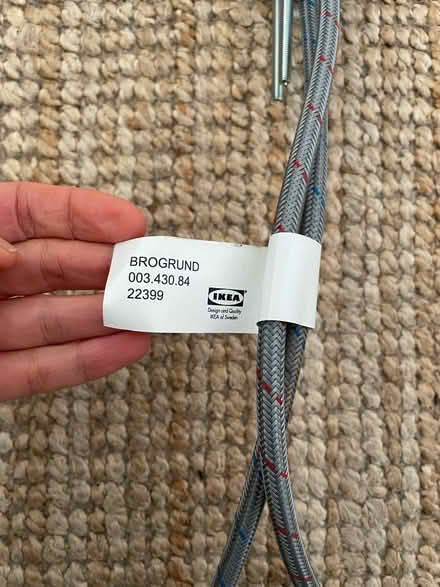 BROGRUND
003.430.84
22399
IKEA
Design and Quality
IKEA of Sweden